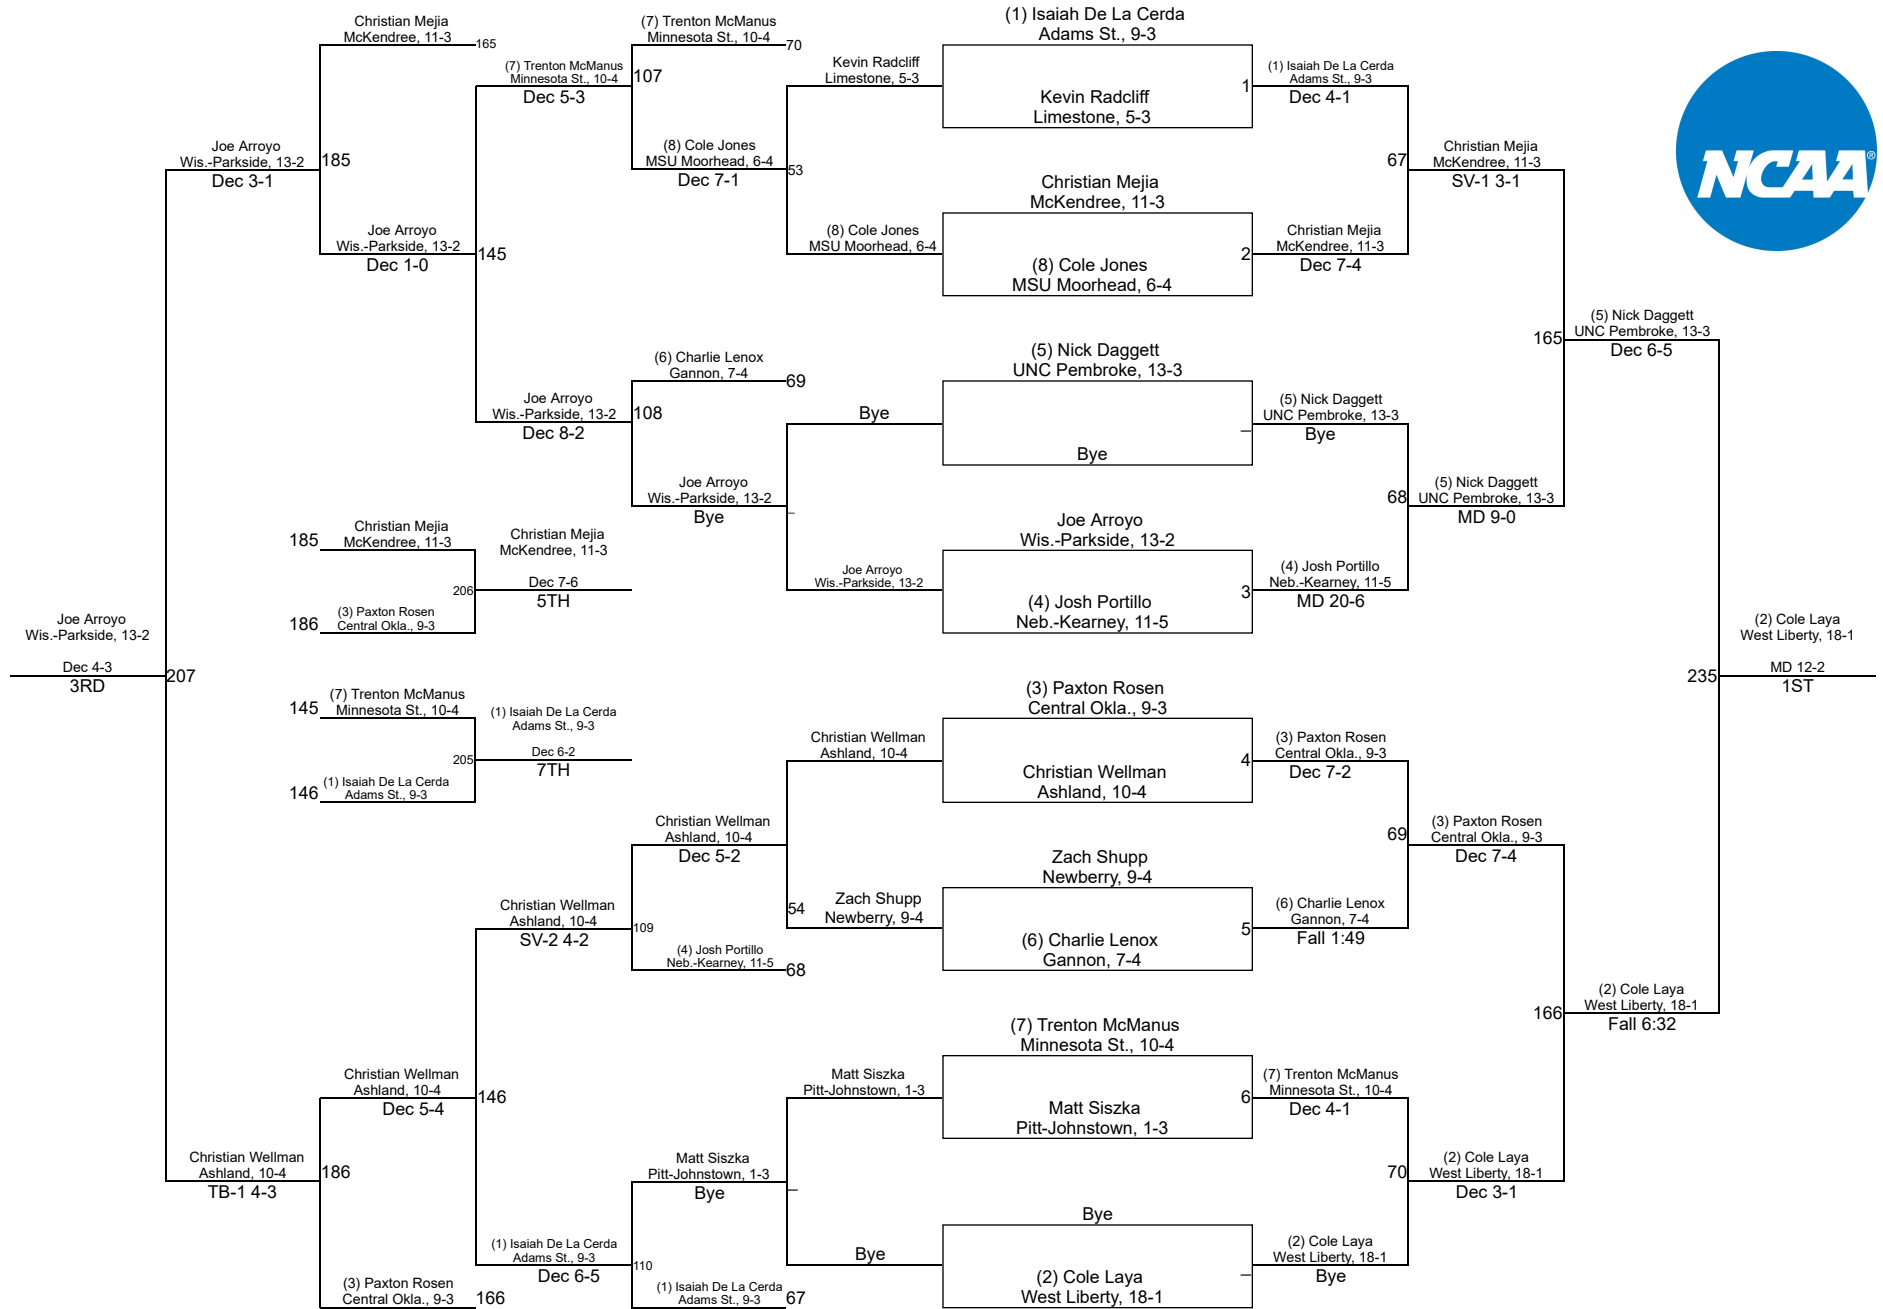 Christian Mejia
McKendree, 11-3
165
(7) Trenton McManus
Minnesota St., 10-4
70
(1) Isaiah De La Cerda
Adams St., 9-3
(7) Trenton McManus
Minnesota St., 10-4
Dec 5-3
107
Kevin Radcliff
Limestone, 5-3
1
(1) Isaiah De La Cerda
Adams St., 9-3
Dec 4-1
Kevin Radcliff
Limestone, 5-3
NCAA®
Joe Arroyo
Wis.-Parkside, 13-2
Dec 3-1
185
(8) Cole Jones
MSU Moorhead, 6-4
Dec 7-1
53
67
Christian Mejia
McKendree, 11-3
SV-1 3-1
Christian Mejia
McKendree, 11-3
Joe Arroyo
Wis.-Parkside, 13-2
Dec 1-0
145
(8) Cole Jones
MSU Moorhead, 6-4
2
Christian Mejia
McKendree, 11-3
Dec 7-4
(8) Cole Jones
MSU Moorhead, 6-4
165
(5) Nick Daggett
UNC Pembroke, 13-3
Dec 6-5
(6) Charlie Lenox
Gannon, 7-4
69
(5) Nick Daggett
UNC Pembroke, 13-3
Joe Arroyo
Wis.-Parkside, 13-2
Dec 8-2
108
Bye
(5) Nick Daggett
UNC Pembroke, 13-3
Bye
Bye
Joe Arroyo
Wis.-Parkside, 13-2
Bye
68
(5) Nick Daggett
UNC Pembroke, 13-3
MD 9-0
185
Christian Mejia
McKendree, 11-3
Christian Mejia
McKendree, 11-3
Joe Arroyo
Wis.-Parkside, 13-2
206
Dec 7-6
5TH
Joe Arroyo
Wis.-Parkside, 13-2
3
(4) Josh Portillo
Neb.-Kearney, 11-5
MD 20-6
186
(3) Paxton Rosen
Central Okla., 9-3
(4) Josh Portillo
Neb.-Kearney, 11-5
Joe Arroyo
Wis.-Parkside, 13-2
Dec 4-3
3RD
207
235
(2) Cole Laya
West Liberty, 18-1
MD 12-2
1ST
145
(7) Trenton McManus
Minnesota St., 10-4
(1) Isaiah De La Cerda
Adams St., 9-3
(3) Paxton Rosen
Central Okla., 9-3
205
Dec 6-2
7TH
Christian Wellman
Ashland, 10-4
4
(3) Paxton Rosen
Central Okla., 9-3
Dec 7-2
146
(1) Isaiah De La Cerda
Adams St., 9-3
Christian Wellman
Ashland, 10-4
Christian Wellman
Ashland, 10-4
Dec 5-2
69
(3) Paxton Rosen
Central Okla., 9-3
Dec 7-4
Zach Shupp
Newberry, 9-4
Christian Wellman
Ashland, 10-4
SV-2 4-2
109
54
Zach Shupp
Newberry, 9-4
5
(6) Charlie Lenox
Gannon, 7-4
Fall 1:49
(4) Josh Portillo
Neb.-Kearney, 11-5
68
(6) Charlie Lenox
Gannon, 7-4
166
(2) Cole Laya
West Liberty, 18-1
Fall 6:32
(7) Trenton McManus
Minnesota St., 10-4
Christian Wellman
Ashland, 10-4
Dec 5-4
146
Matt Siszka
Pitt-Johnstown, 1-3
6
(7) Trenton McManus
Minnesota St., 10-4
Dec 4-1
Matt Siszka
Pitt-Johnstown, 1-3
Christian Wellman
Ashland, 10-4
TB-1 4-3
186
Matt Siszka
Pitt-Johnstown, 1-3
Bye
70
(2) Cole Laya
West Liberty, 18-1
Dec 3-1
Bye
(1) Isaiah De La Cerda
Adams St., 9-3
Dec 6-5
110
Bye
(2) Cole Laya
West Liberty, 18-1
Bye
(3) Paxton Rosen
Central Okla., 9-3
166
(1) Isaiah De La Cerda
Adams St., 9-3
67
(2) Cole Laya
West Liberty, 18-1